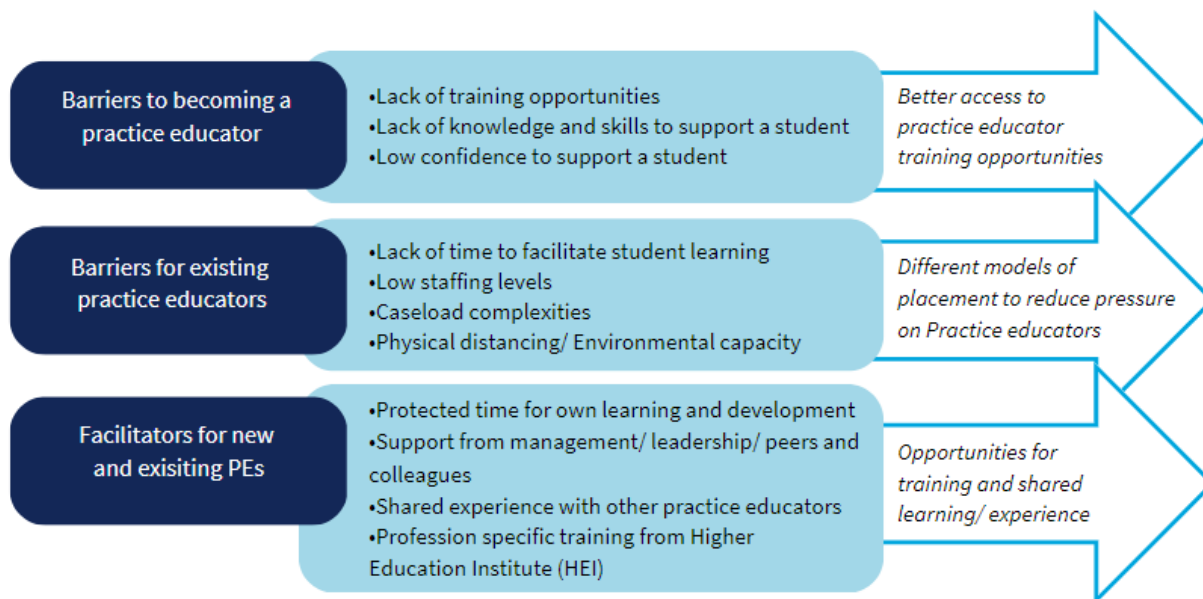 Barriers to becoming a
practice educator
•Lack of training opportunities
•Lack of knowledge and skills to support a student
•Low confidence to support a student
Better access to
practice educator
training opportunities
Barriers for existing
practice educators
•Lack of time to facilitate student learning
•Low staffing levels
•Caseload complexities
•Physical distancing/ Environmental capacity
Different models of
placement to reduce pressure
on Practice educators
Facilitators for new
and exisiting PEs
•Protected time for own learning and development
•Support from management/ leadership/ peers and
colleagues
•Shared experience with other practice educators
•Profession specific training from Higher
Education Institute (HEI)
Opportunities for
training and shared
learning/ experience